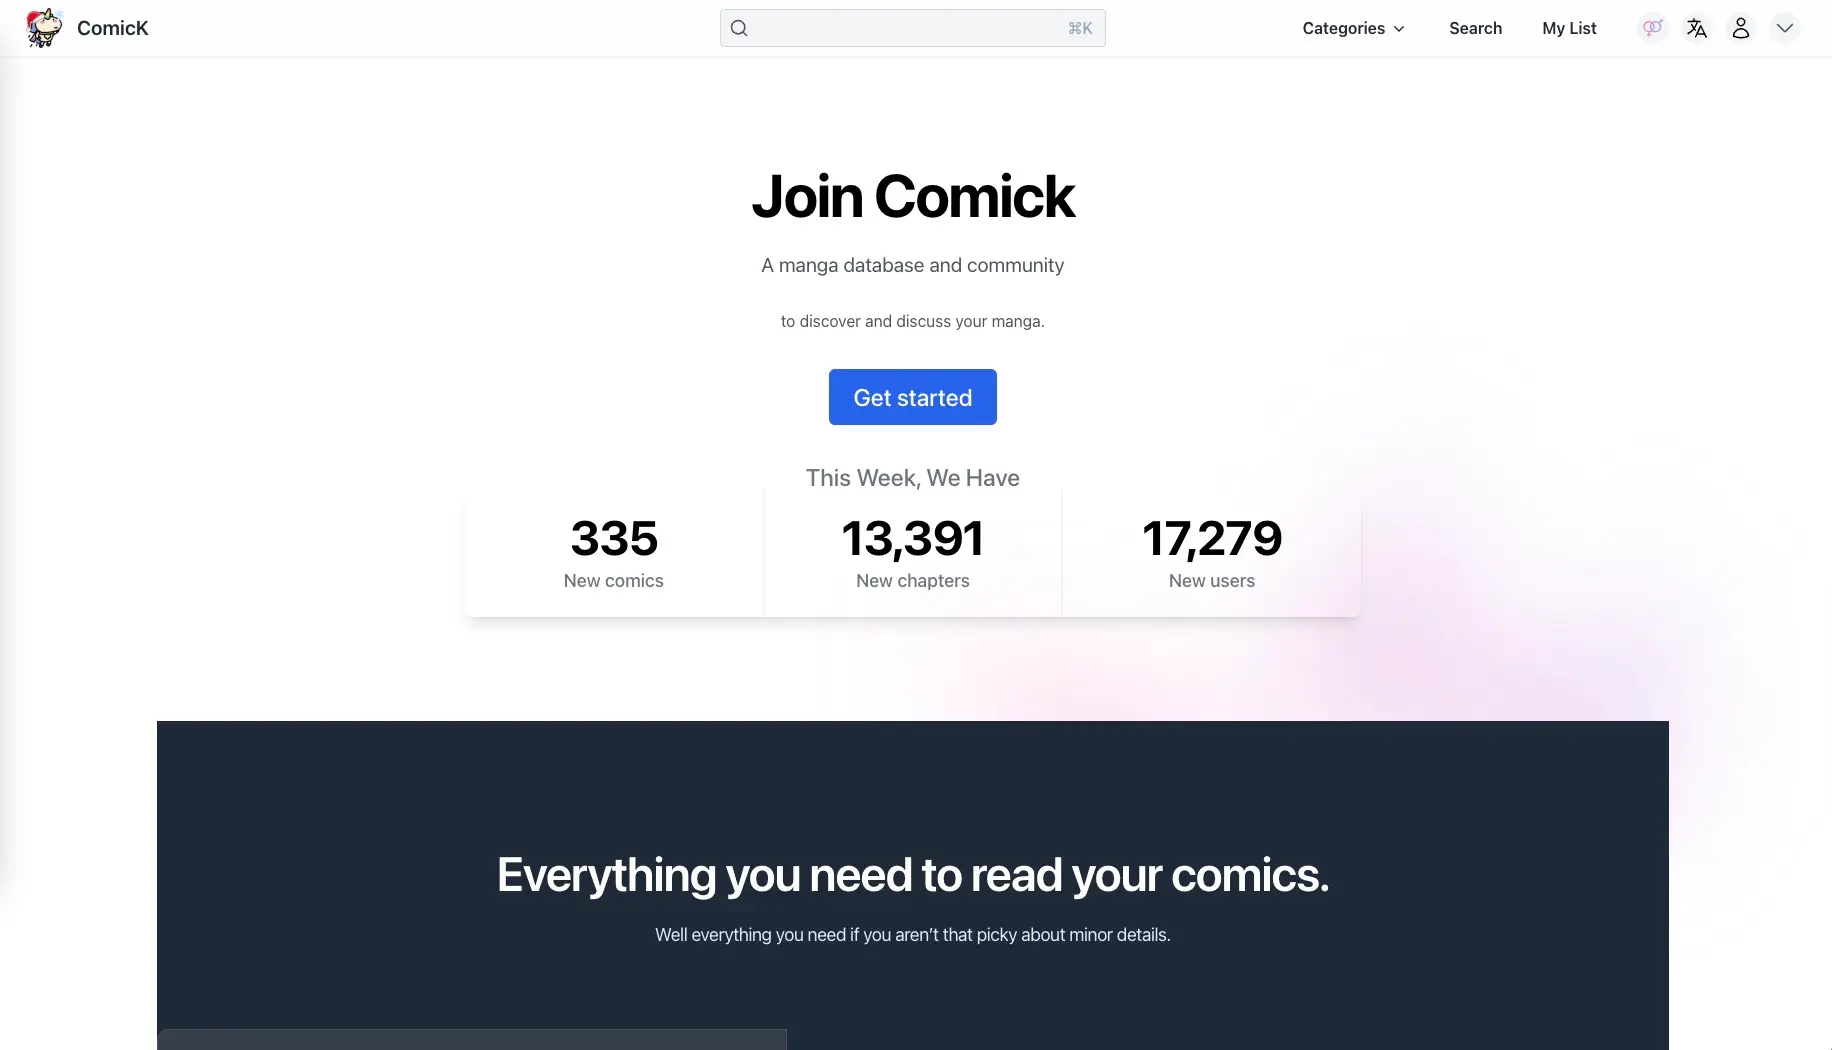 ComicK
⌘K
Categories
Search
My List
Join Comick
A manga database and community
to discover and discuss your manga.
Get started
This Week, We Have
335
New comics
13,391
New chapters
17,279
New users
Everything you need to read your comics.
Well everything you need if you aren’t that picky about minor details.